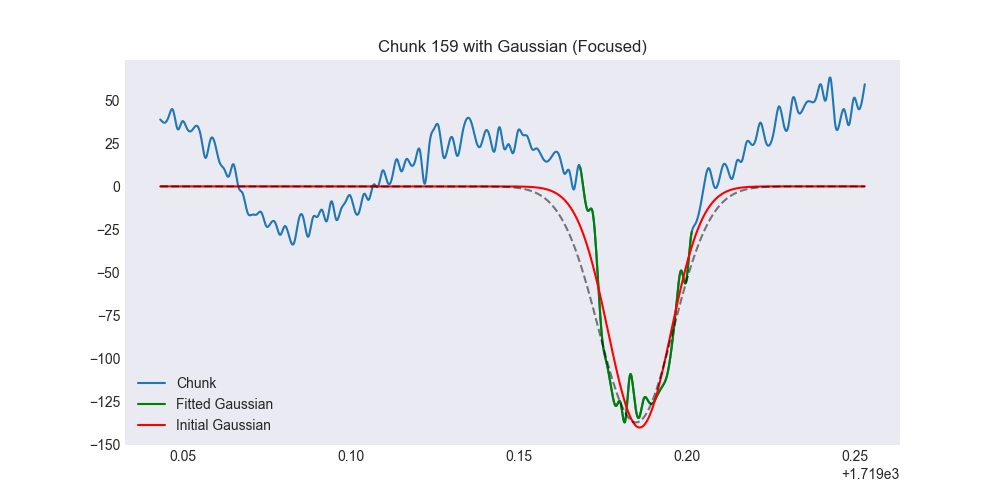 Chunk 159 with Gaussian (Focused)
50
25
0
−25
−50
−75
−100
−125
−150
Chunk
Fitted Gaussian
Initial Gaussian
0.05 0.10 0.15 0.20 0.25
+1.719e3